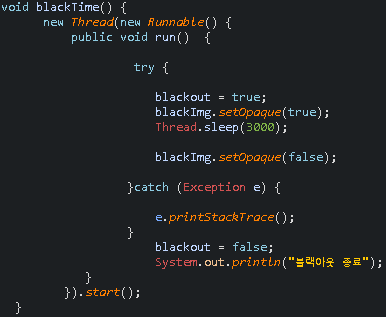 void blackTime() {
new Thread(new Runnable() {
public void run() {
try {
blackout = true;
blackImg.setOpaque(true);
Thread.sleep(3000);
blackImg.setOpaque(false);
}catch (Exception e) {
e.printStackTrace();
}
blackout = false;
System.out.println("블랙아웃 종료");
}
}).start();
}